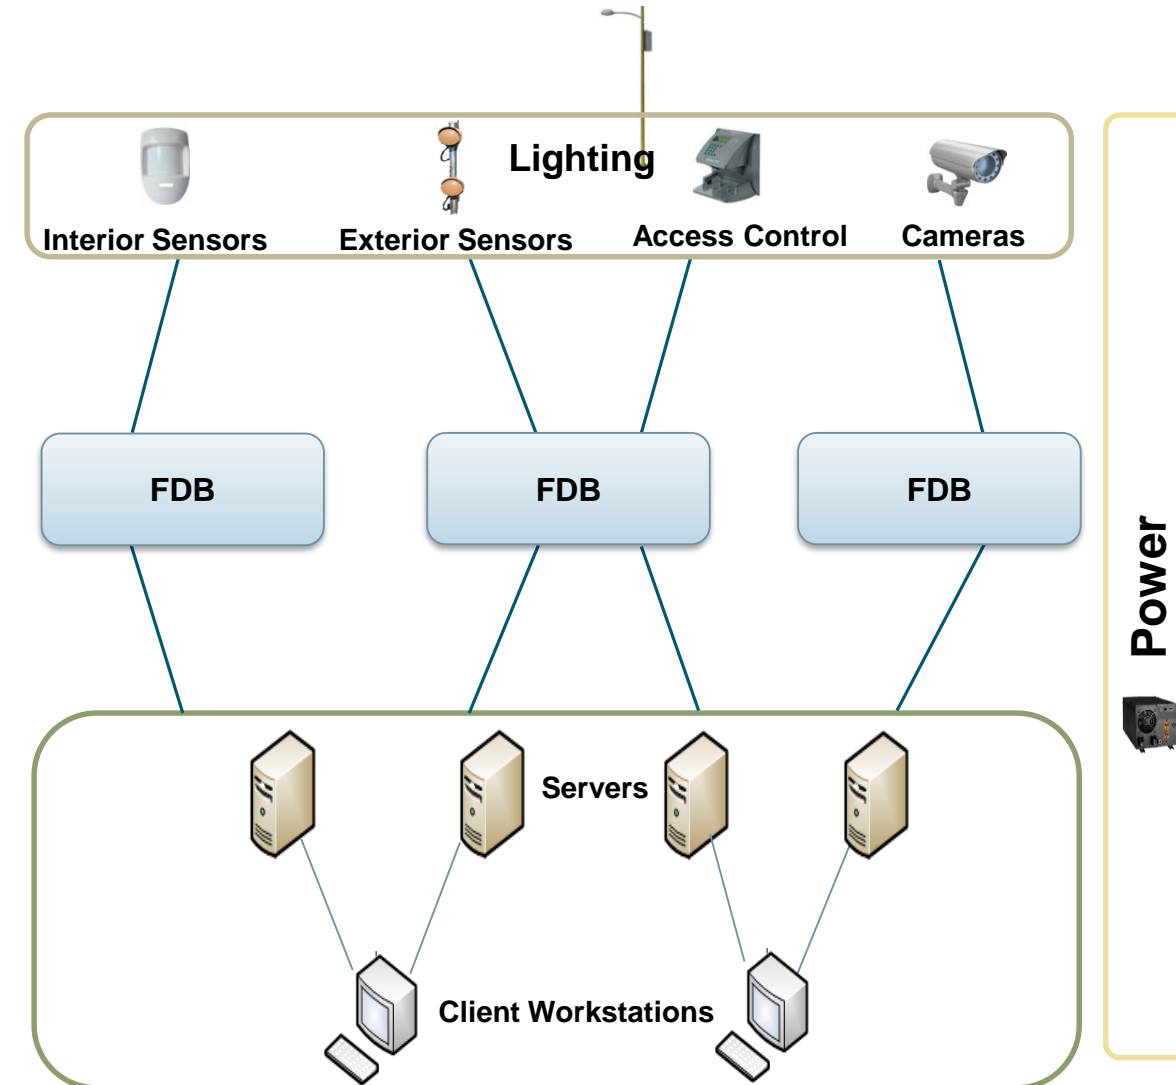 Lighting
Interior Sensors
Exterior Sensors
Access Control
Cameras
FDB
FDB
FDB
Power
Servers
Client Workstations